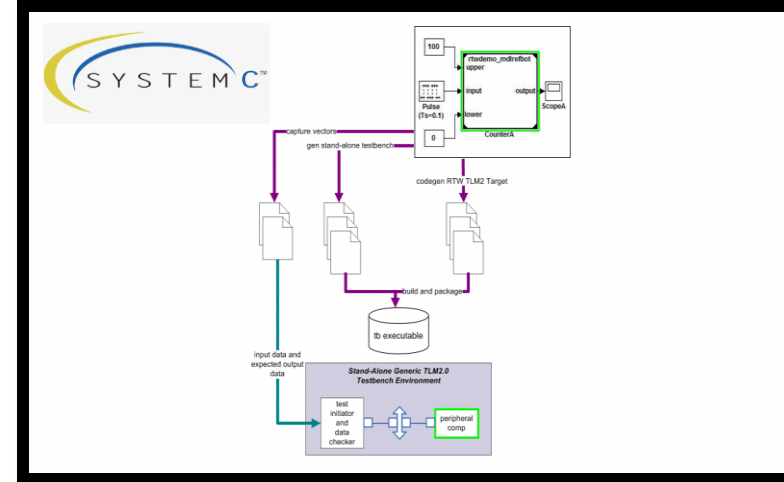 SYSTEM C™
100
rtwdemo_mdlrefbot
upper
input
output
Pulse
(Ts=0.1)
ScopeA
lower
0
CounterA
capture vectors
gen stand-alone testbench
codegen RTW TLM2 Target
build and package
tb executable
input data and
expected output
data
Stand-Alone Generic TLM2.0
Testbench Environment
test
initiator
and
data
checker
peripheral
comp